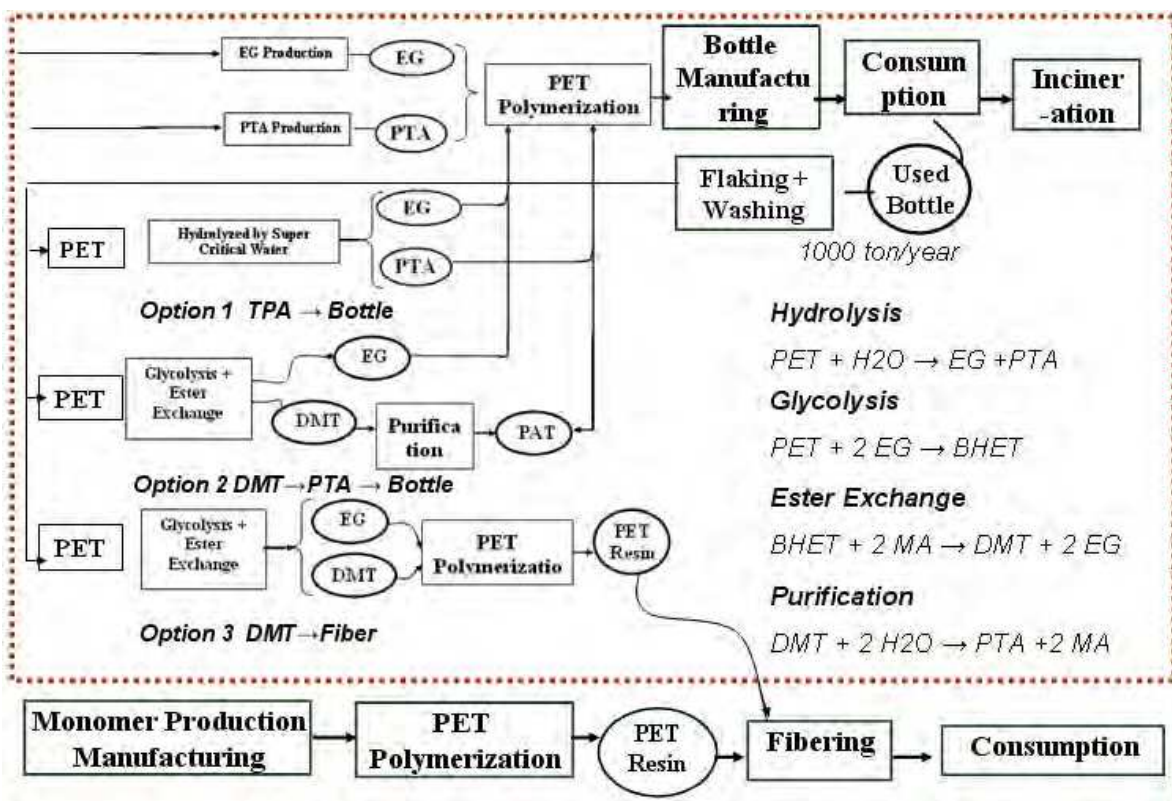 EG Production
EG
PTA Production
PTA
PET
Polymerization
Bottle
Manufactu
ring
Consum
ption
Inciner
-ation
Flaking +
Washing
Used
Bottle
1000 ton/year
PET
Hydrolyzed by Super
Critical Water
EG
PTA
Option 1 TPA → Bottle
PET
Glycolysis +
Ester
Exchange
EG
DMT
Purifica
tion
PAT
Option 2 DMT→PTA → Bottle
PET
Glycolysis +
Ester
Exchange
EG
DMT
PET
Polymerizatio
PET
Resin
Option 3 DMT→Fiber
Hydrolysis
PET + H2O → EG +PTA
Glycolysis
PET + 2 EG → BHET
Ester Exchange
BHET + 2 MA → DMT + 2 EG
Purification
DMT + 2 H2O → PTA +2 MA
Monomer Production
Manufacturing
PET
Polymerization
PET
Resin
Fibering
Consumption